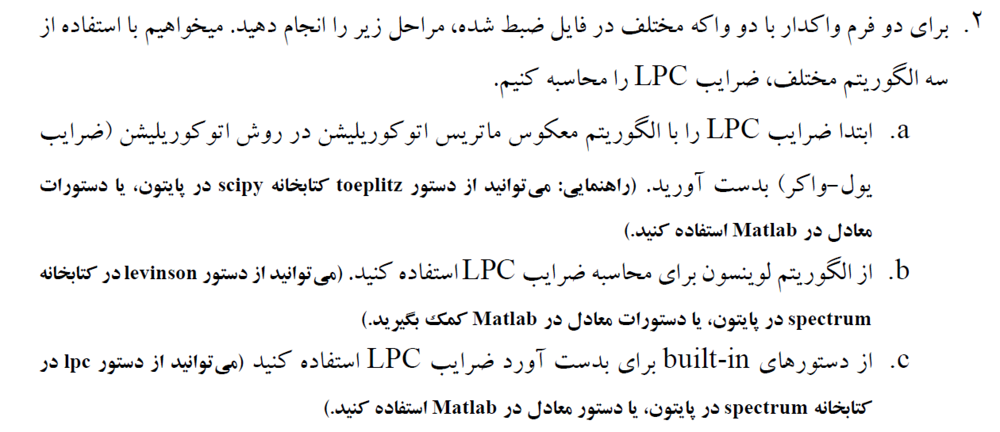 ۲. برای دو فرم واکدار با دو واکه مختلف در فایل ضبط شده، مراحل زیر را انجام دهید. میخواهیم با استفاده از
سه الگوریتم مختلف، ضرایب LPC را محاسبه کنیم.
a. ابتدا ضرایب LPC را با الگوریتم معکوس ماتریس اتوکوریلیشن در روش اتوکوریلیشن (ضرایب
یول-واکر) بدست آورید. (راهنمایی: می‌توانید از دستور toeplitz کتابخانه scipy در پایتون، یا دستورات
معادل در Matlab استفاده کنید.)
b. از الگوریتم لوینسون برای محاسبه ضرایب LPC استفاده کنید. (می‌توانید از دستور levinson در کتابخانه
spectrum در پایتون، یا دستورات معادل در Matlab کمک بگیرید.)
c. از دستورهای built-in برای بدست آورد ضرایب LPC استفاده کنید (می‌توانید از دستور lpc در
کتابخانه spectrum در پایتون، یا دستور معادل در Matlab استفاده کنید.)